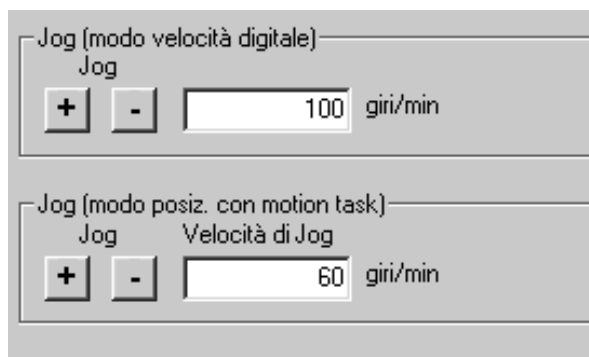 Jog (modo velocità digitale)
Jog
+ - 100 giri/min
Jog (modo posiz. con motion task)
Jog Velocità di Jog
+ - 60 giri/min